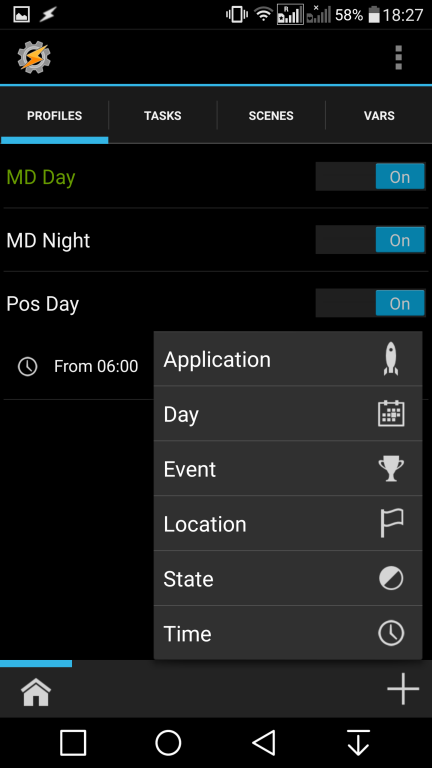 58% 18:27
PROFILES TASKS SCENES VARS
MD Day On
MD Night On
Pos Day On
From 06:00
Application
Day
Event
Location
State
Time